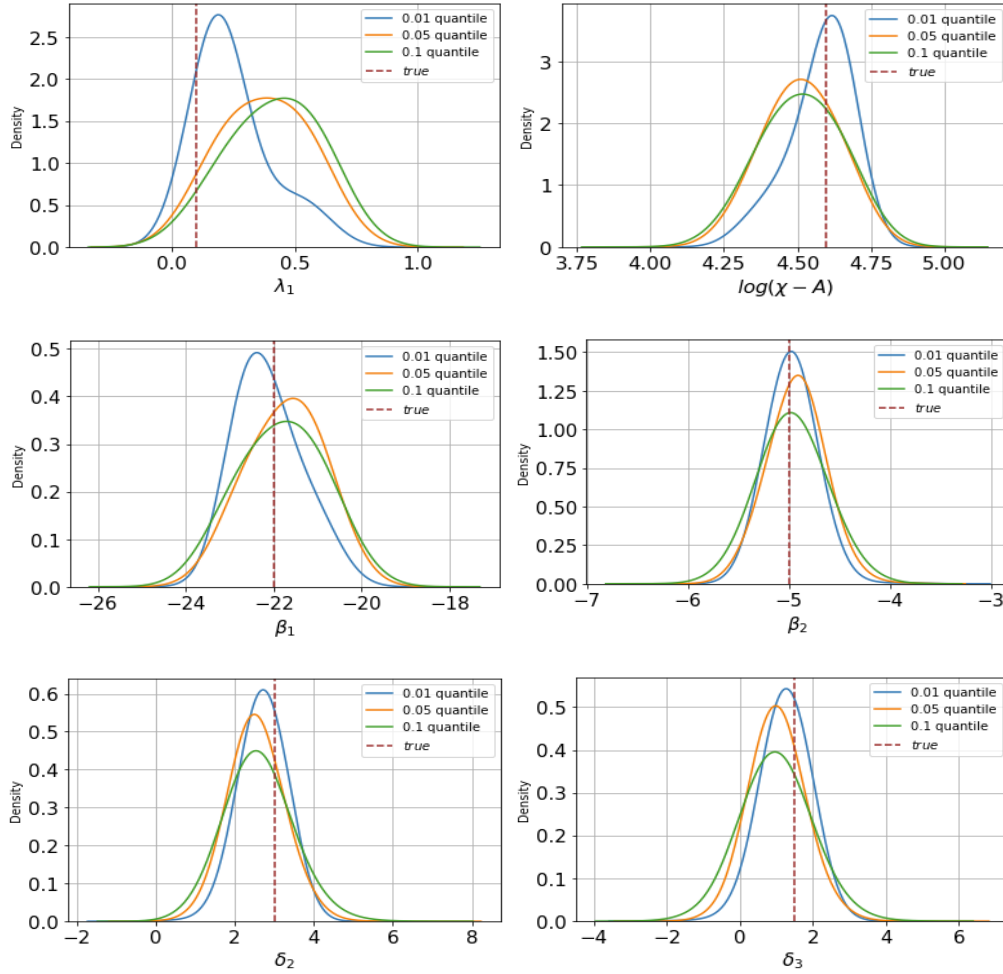 2.5
2.0
1.5
1.0
0.5
0.0
Density
0.01 quantile
0.05 quantile
0.1 quantile
true
0.0 0.5 1.0
λ₁
3
2
1
0
Density
0.01 quantile
0.05 quantile
0.1 quantile
true
3.75 4.00 4.25 4.50 4.75 5.00
log(χ − A)
0.5
0.4
0.3
0.2
0.1
0.0
Density
0.01 quantile
0.05 quantile
0.1 quantile
true
−26 −24 −22 −20 −18
β₁
1.50
1.25
1.00
0.75
0.50
0.25
0.00
Density
0.01 quantile
0.05 quantile
0.1 quantile
true
−7 −6 −5 −4 −3
β₂
0.6
0.5
0.4
0.3
0.2
0.1
0.0
Density
0.01 quantile
0.05 quantile
0.1 quantile
true
−2 0 2 4 6 8
δ₂
0.5
0.4
0.3
0.2
0.1
0.0
Density
0.01 quantile
0.05 quantile
0.1 quantile
true
−4 −2 0 2 4 6
δ₃